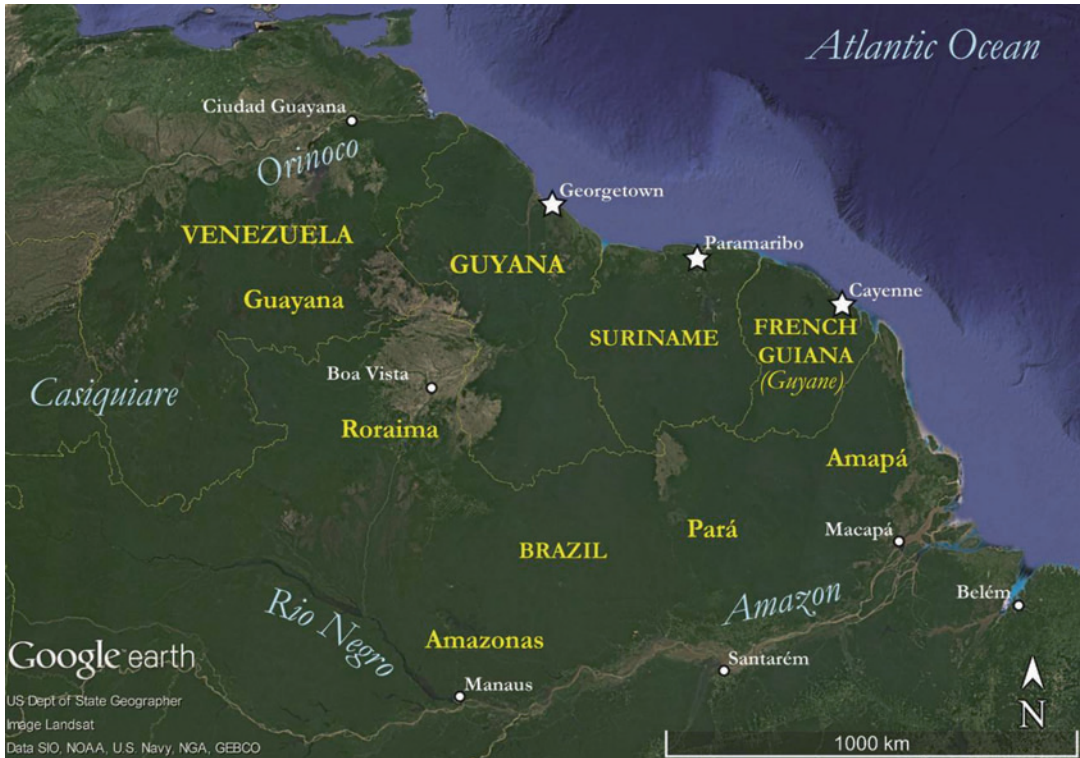 Atlantic Ocean
Ciudad Guayana
Orinoco
Georgetown
VENEZUELA
Paramaribo
GUYANA
Guayana
Cayenne
SURINAME
FRENCH
GUIANA
(Guyane)
Boa Vista
Casiquiare
Roraima
Amapá
Pará
Macapá
BRAZIL
Rio Negro
Amazon
Belém
Amazonas
Google earth
Santarém
Manaus
US Dept of State Geographer
Image Landsat
Data SIO, NOAA, U.S. Navy, NGA, GEBCO
N
1000 km